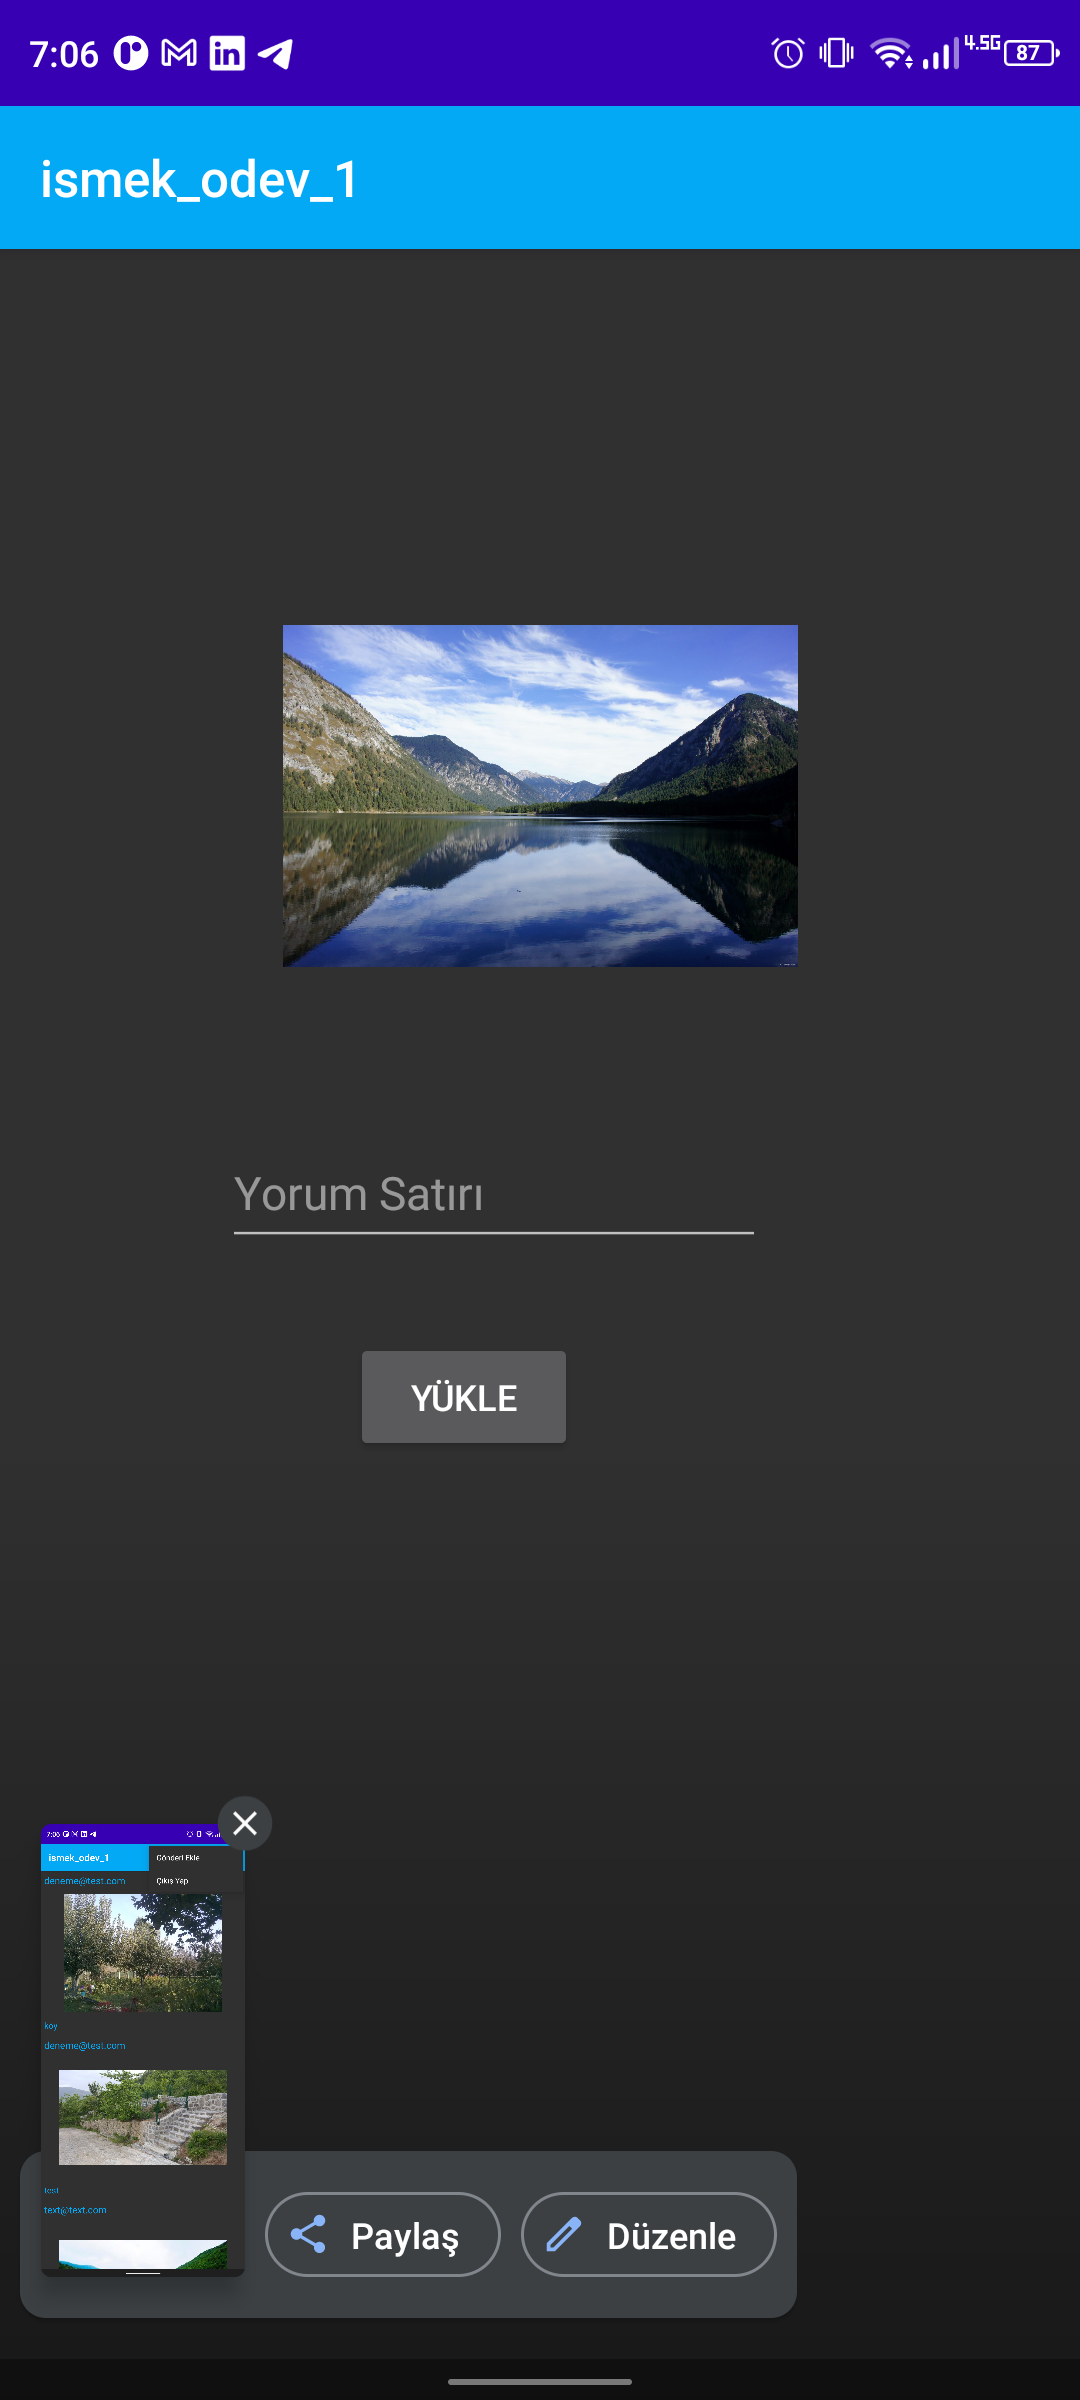 7:06
4.5G
87
ismek_odev_1
Yorum Satırı
YÜKLE
7:06
ismek_odev_1
Gönderi Ekle
Çıkış Yap
deneme@test.com
koy
deneme@test.com
test
text@text.com
Paylaş
Düzenle